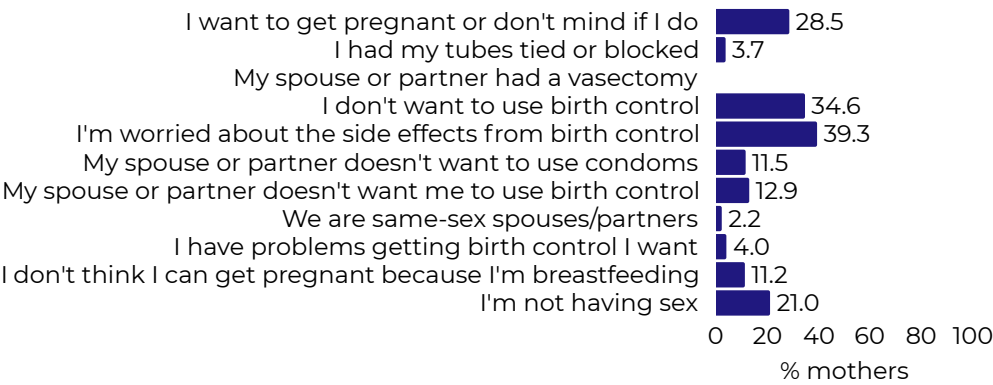 I want to get pregnant or don't mind if I do 28.5
I had my tubes tied or blocked 3.7
My spouse or partner had a vasectomy
I don't want to use birth control 34.6
I'm worried about the side effects from birth control 39.3
My spouse or partner doesn't want to use condoms 11.5
My spouse or partner doesn't want me to use birth control 12.9
We are same-sex spouses/partners 2.2
I have problems getting birth control I want 4.0
I don't think I can get pregnant because I'm breastfeeding 11.2
I'm not having sex 21.0
0 20 40 60 80 100
% mothers